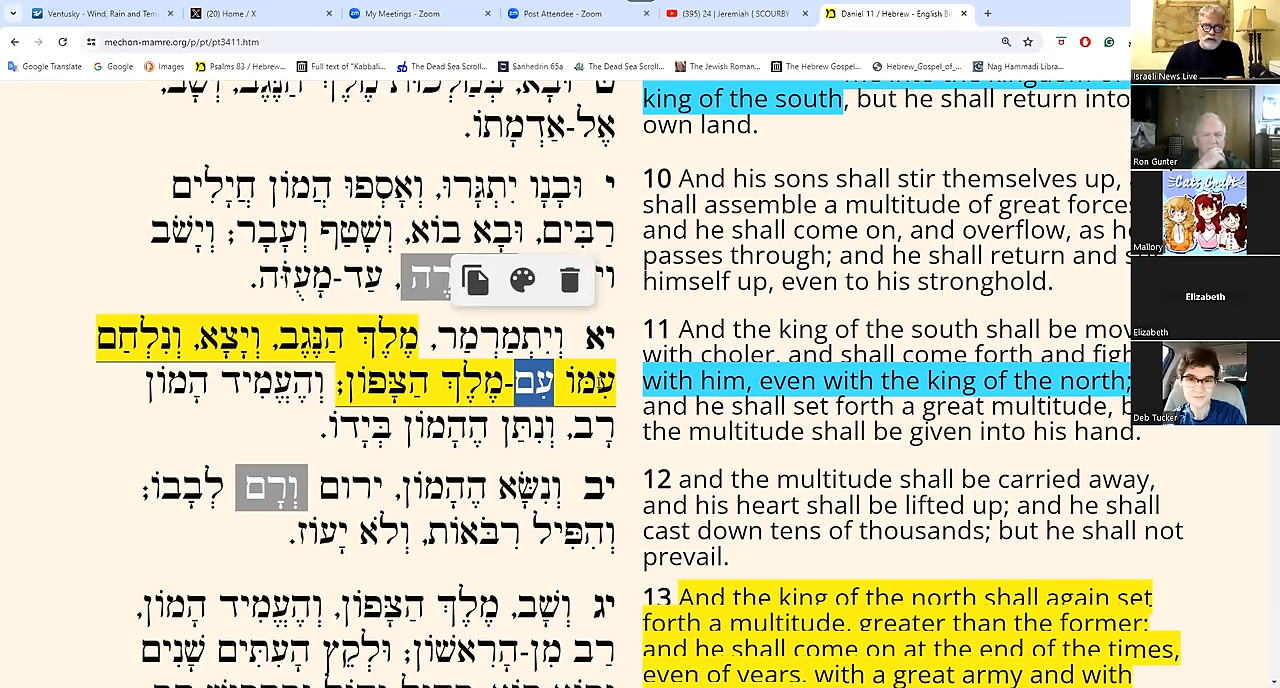 Ventusky - Wind, Rain and Tem
(20) Home / X
My Meetings - Zoom
Post Attendee - Zoom
(395) 24 | Jeremiah { SCOURBY
Daniel 11 / Hebrew - English Bi
mechon-mamre.org/p/pt/pt3411.htm
Google Translate
Google
Images
Psalms 83 / Hebrew...
Full text of "Kabbali...
The Dead Sea Scroll...
Sanhedrin 65a
The Dead Sea Scroll...
The Jewish Roman...
The Hebrew Gospel...
Hebrew_Gospel_of_...
Nag Hammadi Libra...
king of the south, but he shall return into
own land.
אֶל-אַדְמָתוֹ.
י וּבָנָו יִתְגָּרוּ, וְאָסְפוּ הֲמוֹן חֲיָלִים
רַבִּים, וּבָא בוֹא, וְשָׁטַף וְעָבָר; וְיָשֹׁב
עַד-מָעֻזֹּה.
10 And his sons shall stir themselves up,
shall assemble a multitude of great force
and he shall come on, and overflow, as he
passes through; and he shall return and
himself up, even to his stronghold.
יא וְיִתְמַרְמַר, מֶלֶךְ הַנֶּגֶב, וְיָצָא, וְנִלְחַם
עִמּוֹ עִם-מֶלֶךְ הַצָּפוֹן; וְהֶעֱמִיד הָמוֹן
רָב, וְנִתַּן הֶהָמוֹן בְּיָדוֹ.
11 And the king of the south shall be mov
with choler, and shall come forth and figh
with him, even with the king of the north;
and he shall set forth a great multitude, b
the multitude shall be given into his hand.
יב וְנִשָּׂא הֶהָמוֹן, ירום וְרָם לְבָבוֹ;
וְהִפִּיל רִבֹּאוֹת, וְלֹא יָעוֹז.
12 and the multitude shall be carried away,
and his heart shall be lifted up; and he shall
cast down tens of thousands; but he shall not
prevail.
יג וְשָׁב, מֶלֶךְ הַצָּפוֹן, וְהֶעֱמִיד הָמוֹן,
רַב מִן-הָרִאשׁוֹן; וּלְקֵץ הָעִתִּים שָׁנִים
13 And the king of the north shall again set
forth a multitude, greater than the former;
and he shall come on at the end of the times,
even of years, with a great army and with
Israeli News Live
Ron Gunter
Cats Craft
Mallory
Elizabeth
Elizabeth
Deb Tucker